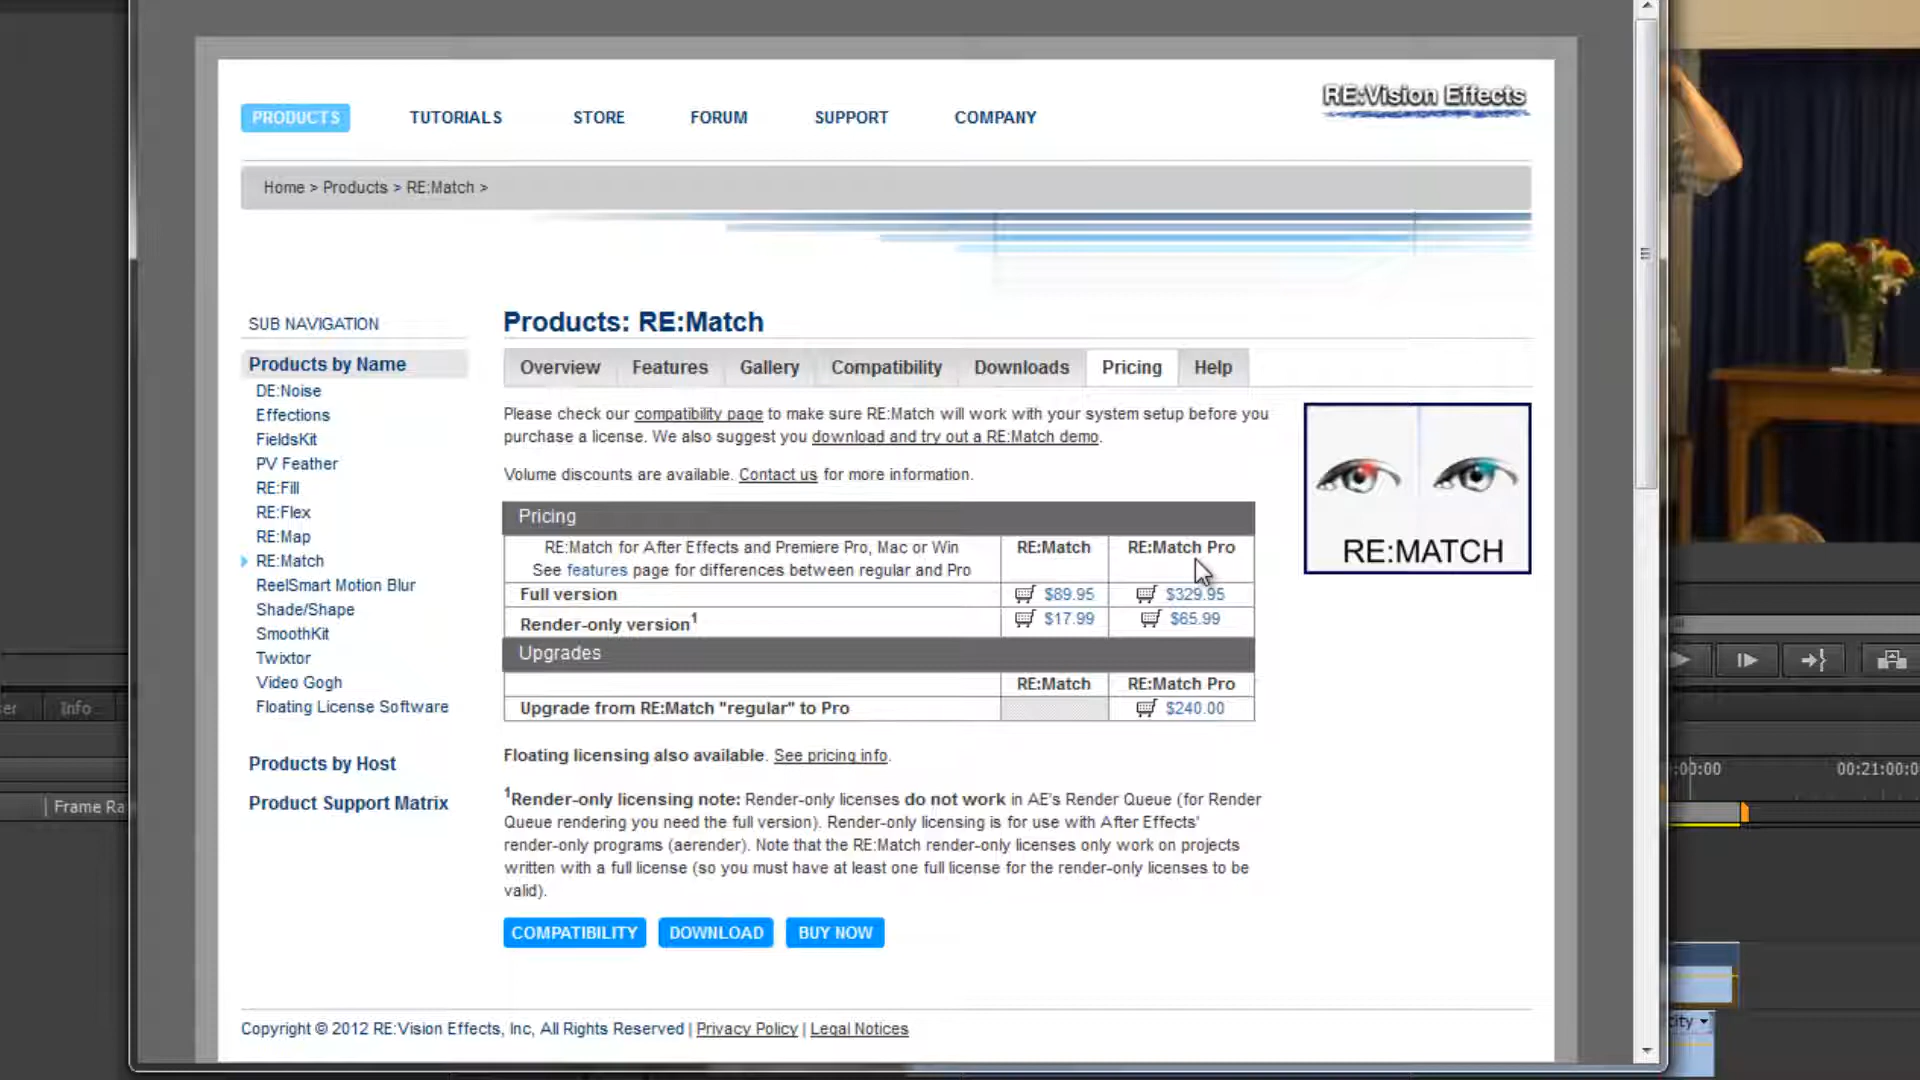 RE:Vision Effects
PRODUCTS TUTORIALS STORE FORUM SUPPORT COMPANY
Home > Products > RE:Match >
SUB NAVIGATION
Products by Name
DE:Noise
Effections
FieldsKit
PV Feather
RE:Fill
RE:Flex
RE:Map
RE:Match
ReelSmart Motion Blur
Shade/Shape
SmoothKit
Twixtor
Video Gogh
Floating License Software
Products by Host
Product Support Matrix
Products: RE:Match
Overview Features Gallery Compatibility Downloads Pricing Help
Please check our compatibility page to make sure RE:Match will work with your system setup before you
purchase a license. We also suggest you download and try out a RE:Match demo.
Volume discounts are available. Contact us for more information.
Pricing
RE:Match for After Effects and Premiere Pro, Mac or Win RE:Match RE:Match Pro
See features page for differences between regular and Pro
Full version $89.95 $329.95
Render-only version1 $17.99 $65.99
Upgrades
RE:Match RE:Match Pro
Upgrade from RE:Match "regular" to Pro $240.00
Floating licensing also available. See pricing info.
1Render-only licensing note: Render-only licenses do not work in AE's Render Queue (for Render
Queue rendering you need the full version). Render-only licensing is for use with After Effects'
render-only programs (aerender). Note that the RE:Match render-only licenses only work on projects
written with a full license (so you must have at least one full license for the render-only licenses to be
valid).
COMPATIBILITY DOWNLOAD BUY NOW
RE:MATCH
Copyright © 2012 RE:Vision Effects, Inc, All Rights Reserved | Privacy Policy | Legal Notices
Info
Frame Ra
:00:00 00:21:00:0